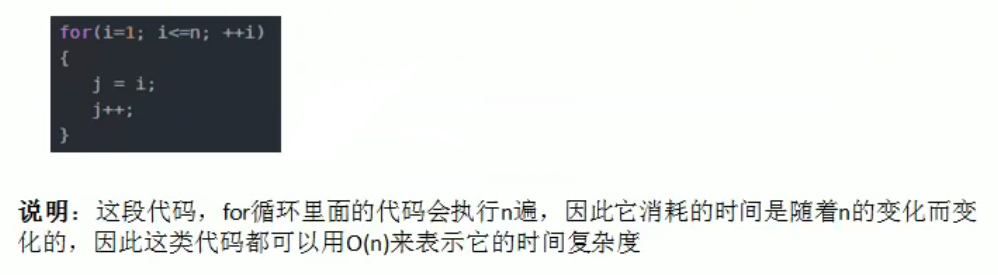 for(i=1; i<=n; ++i)
{
j = i;
j++;
}
说明：这段代码，for循环里面的代码会执行n遍，因此它消耗的时间是随着n的变化而变
化的，因此这类代码都可以用O(n)来表示它的时间复杂度